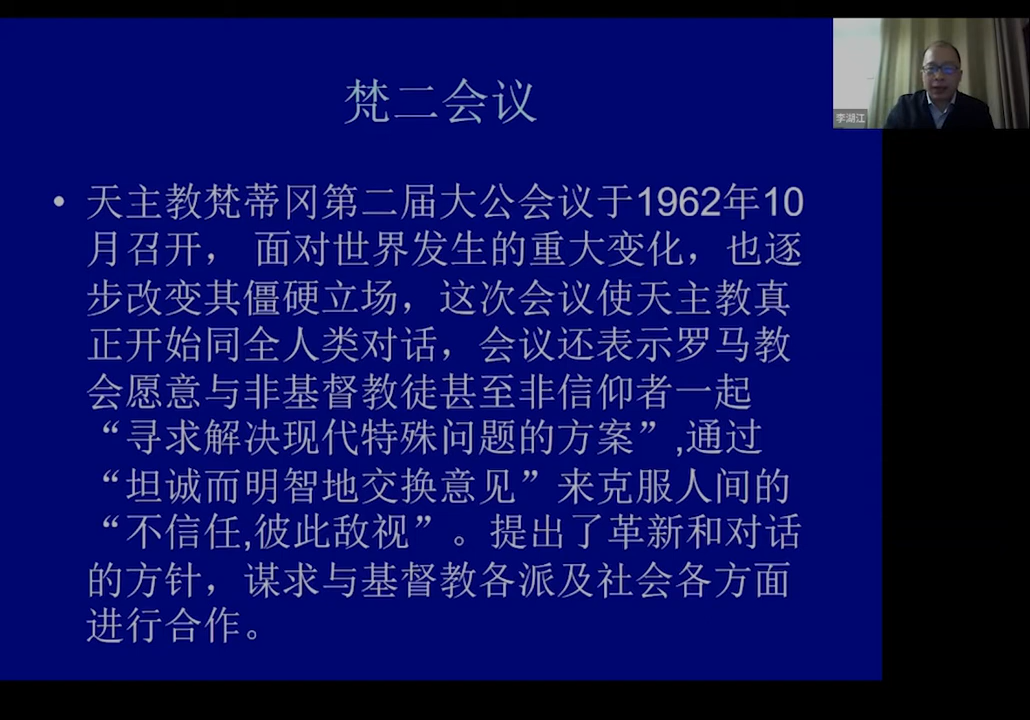 梵二会议
李湖江
• 天主教梵蒂冈第二届大公会议于1962年10
月召开， 面对世界发生的重大变化，也逐
步改变其僵硬立场，这次会议使天主教真
正开始同全人类对话，会议还表示罗马教
会愿意与非基督教徒甚至非信仰者一起
“寻求解决现代特殊问题的方案”,通过
“坦诚而明智地交换意见”来克服人间的
“不信任,彼此敌视”。提出了革新和对话
的方针，谋求与基督教各派及社会各方面
进行合作。